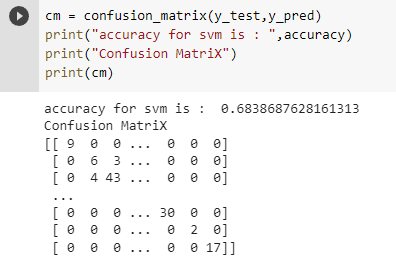 cm = confusion_matrix(y_test,y_pred)
print("accuracy for svm is : ",accuracy)
print("Confusion MatriX")
print(cm)
accuracy for svm is :  0.6838687628161313
Confusion MatriX
[[ 9  0  0 ...  0  0  0]
 [ 0  6  3 ...  0  0  0]
 [ 0  4 43 ...  0  0  0]
 ...
 [ 0  0  0 ... 30  0  0]
 [ 0  0  0 ...  0  2  0]
 [ 0  0  0 ...  0  0 17]]